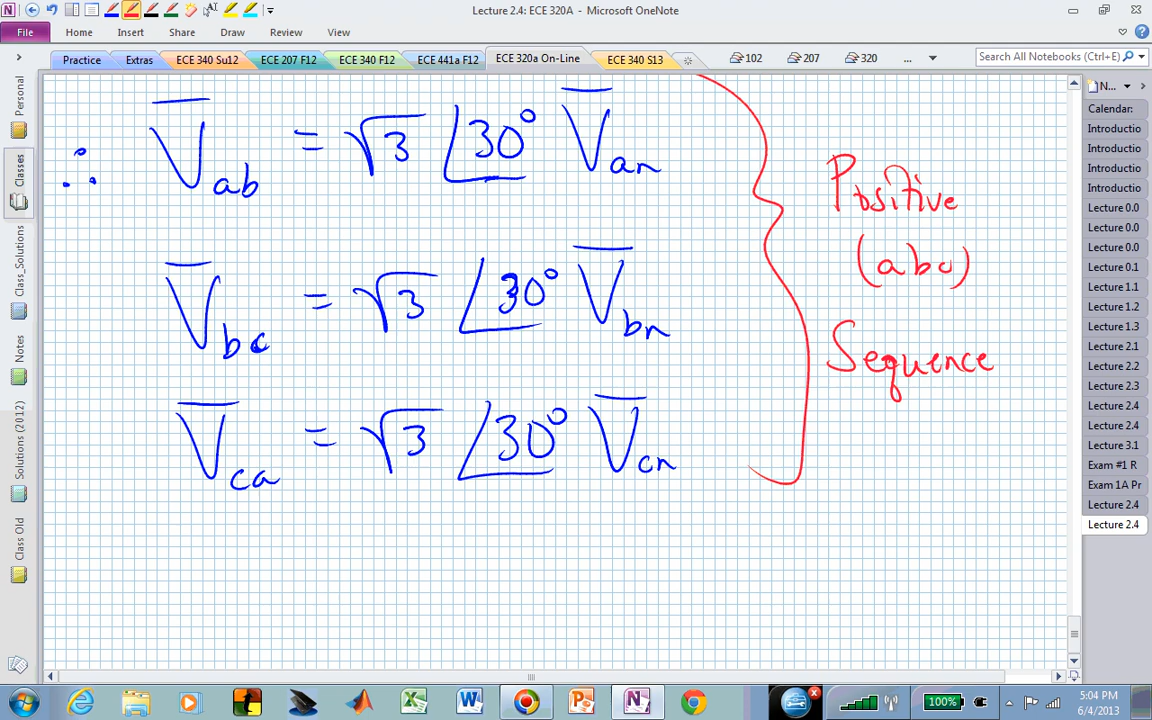 Lecture 2.4: ECE 320A - Microsoft OneNote
File Home Insert Share Draw Review View
Practice Extras ECE 340 Su12 ECE 207 F12 ECE 340 F12 ECE 441a F12 ECE 320a On-Line ECE 340 S13 102 207 320 ... Search All Notebooks (Ctrl+E)
N...
Personal
Classes
Class_Solutions
Notes
Solutions (2012)
Class Old
∴ V̅ab = √3 ∠30° V̅an
V̅bc = √3 ∠30° V̅bn
V̅ca = √3 ∠30° V̅cn
Positive
(abc)
Sequence
Calendar:
Introductio
Introductio
Introductio
Introductio
Lecture 0.0
Lecture 0.0
Lecture 0.0
Lecture 0.1
Lecture 1.1
Lecture 1.2
Lecture 1.3
Lecture 2.1
Lecture 2.2
Lecture 2.3
Lecture 2.4
Lecture 2.4
Lecture 3.1
Exam #1 R
Exam 1A Pr
Lecture 2.4
Lecture 2.4
100%
5:04 PM
6/4/2013